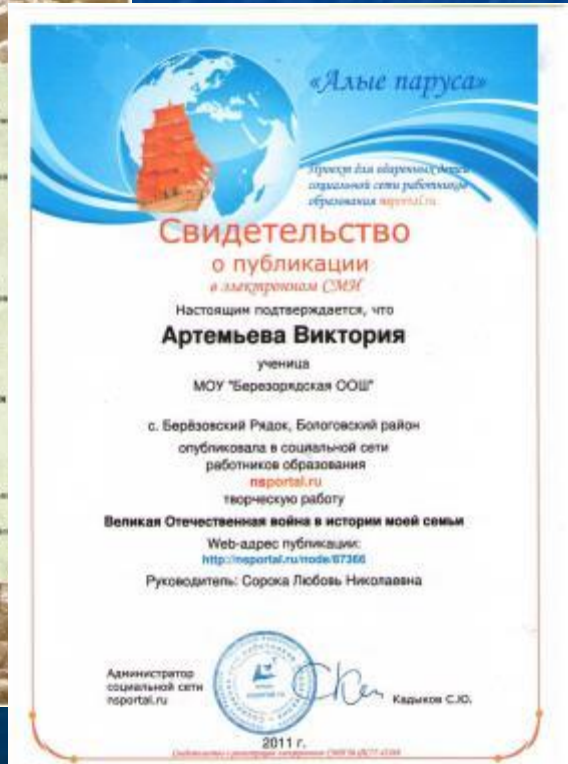 «Алые паруса»
Проект для одаренных детей
социальной сети работников
образования nsportal.ru
Свидетельство
о публикации
в электронном СМИ
Настоящим подтверждается, что
Артемьева Виктория
ученица
МОУ "Березорядская ООШ"
с. Берёзовский Рядок, Бологовский район
опубликовала в социальной сети
работников образования
nsportal.ru
творческую работу
Великая Отечественная война в истории моей семьи
Web-адрес публикации:
http://nsportal.ru/node/67366
Руководитель: Сорока Любовь Николаевна
Администратор
социальной сети
nsportal.ru
Кадыков С.Ю.
2011 г.